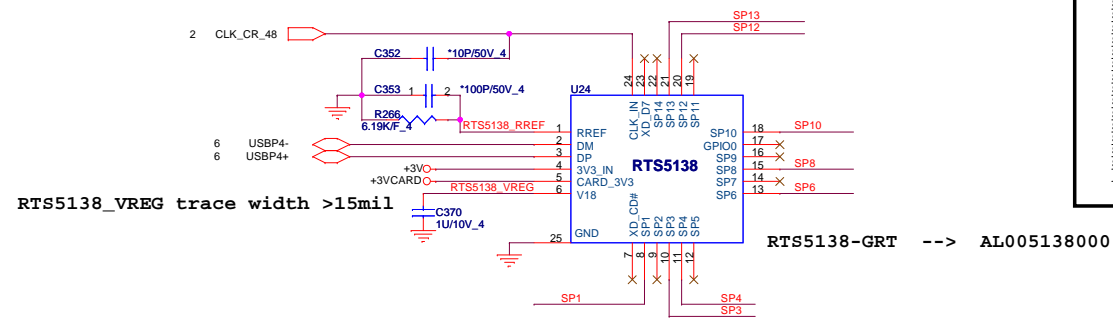 SP13
SP12
2 CLK_CR_48
C352 *10P/50V_4
C353 1 2 *100P/50V_4
R266
6.19K/F_4
RTS5138_RREF
U24
24 23 22 21 20 19
CLK_IN XD_D7 SP14 SP13 SP12 SP11
6 USBP4-
6 USBP4+
+3V
+3VCARD
RTS5138_VREG
1 RREF
2 DM
3 DP
4 3V3_IN
5 CARD_3V3
6 V18
25 GND
RTS5138
SP10 18 SP10
GPIO0 17
SP9 16
SP8 15 SP8
SP7 14
SP6 13 SP6
RTS5138_VREG trace width >15mil
C370
1U/10V_4
XD_CD# SP1 SP2 SP3 SP4 SP5
7 8 9 10 11 12
RTS5138-GRT --> AL005138000
SP1
SP4
SP3